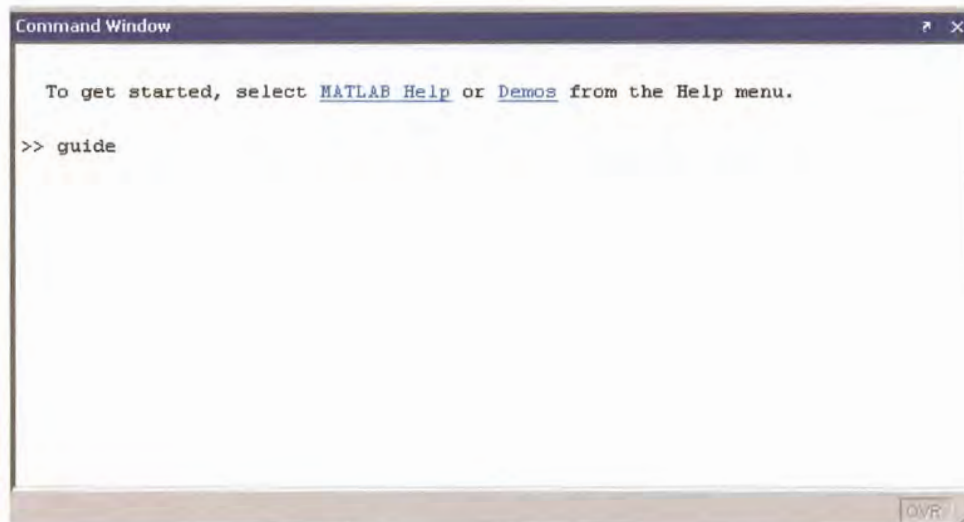 Command Window
To get started, select MATLAB Help or Demos from the Help menu.
>> guide
OVR